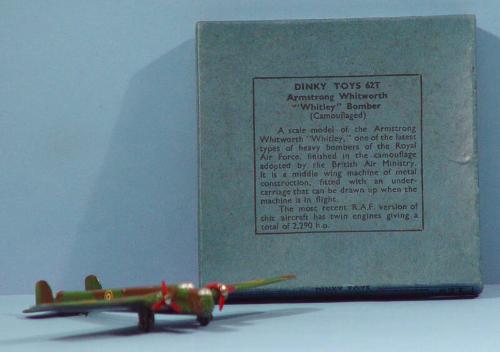 DINKY TOYS 62T
Armstrong Whitworth
"Whitley" Bomber
(Camouflaged)
A scale model of the Armstrong
Whitworth "Whitley," one of the latest
types of heavy bombers of the Royal
Air Force, finished in the camouflage
adopted by the British Air Ministry.
It is a middle wing machine of metal
construction, fitted with an under-
carriage that can be drawn up when the
machine is in flight.
The most recent R.A.F. version of
this aircraft has twin engines giving a
total of 2,290 h.p.
DINKY TOYS